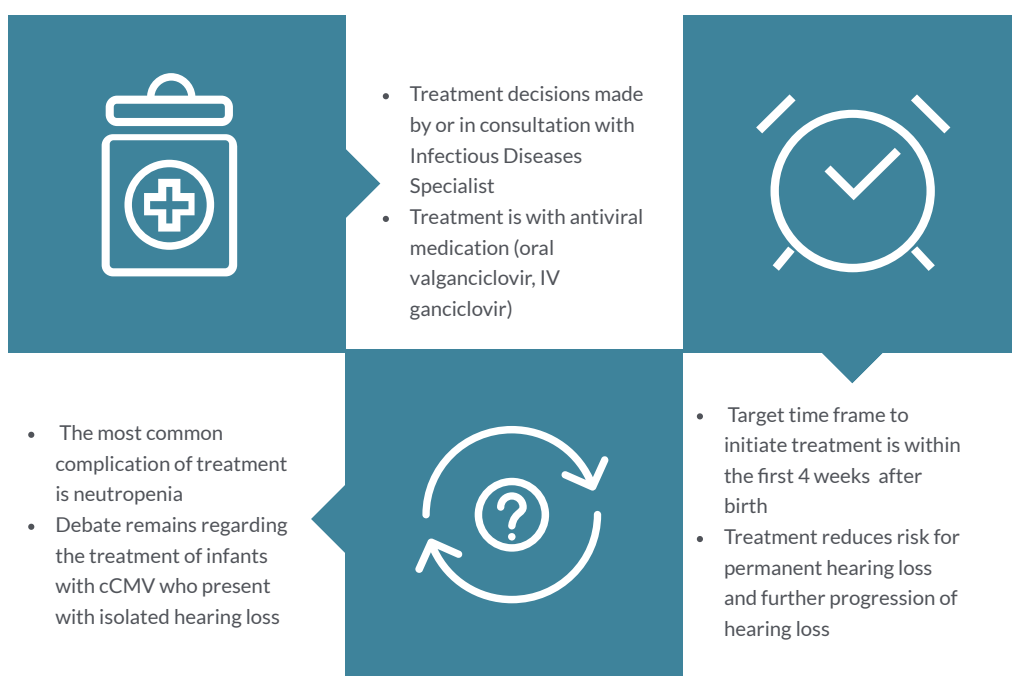 • Treatment decisions made
by or in consultation with
Infectious Diseases
Specialist
• Treatment is with antiviral
medication (oral
valganciclovir, IV
ganciclovir)
• Target time frame to
initiate treatment is within
the first 4 weeks after
birth
• Treatment reduces risk for
permanent hearing loss
and further progression of
hearing loss
• The most common
complication of treatment
is neutropenia
• Debate remains regarding
the treatment of infants
with cCMV who present
with isolated hearing loss
?